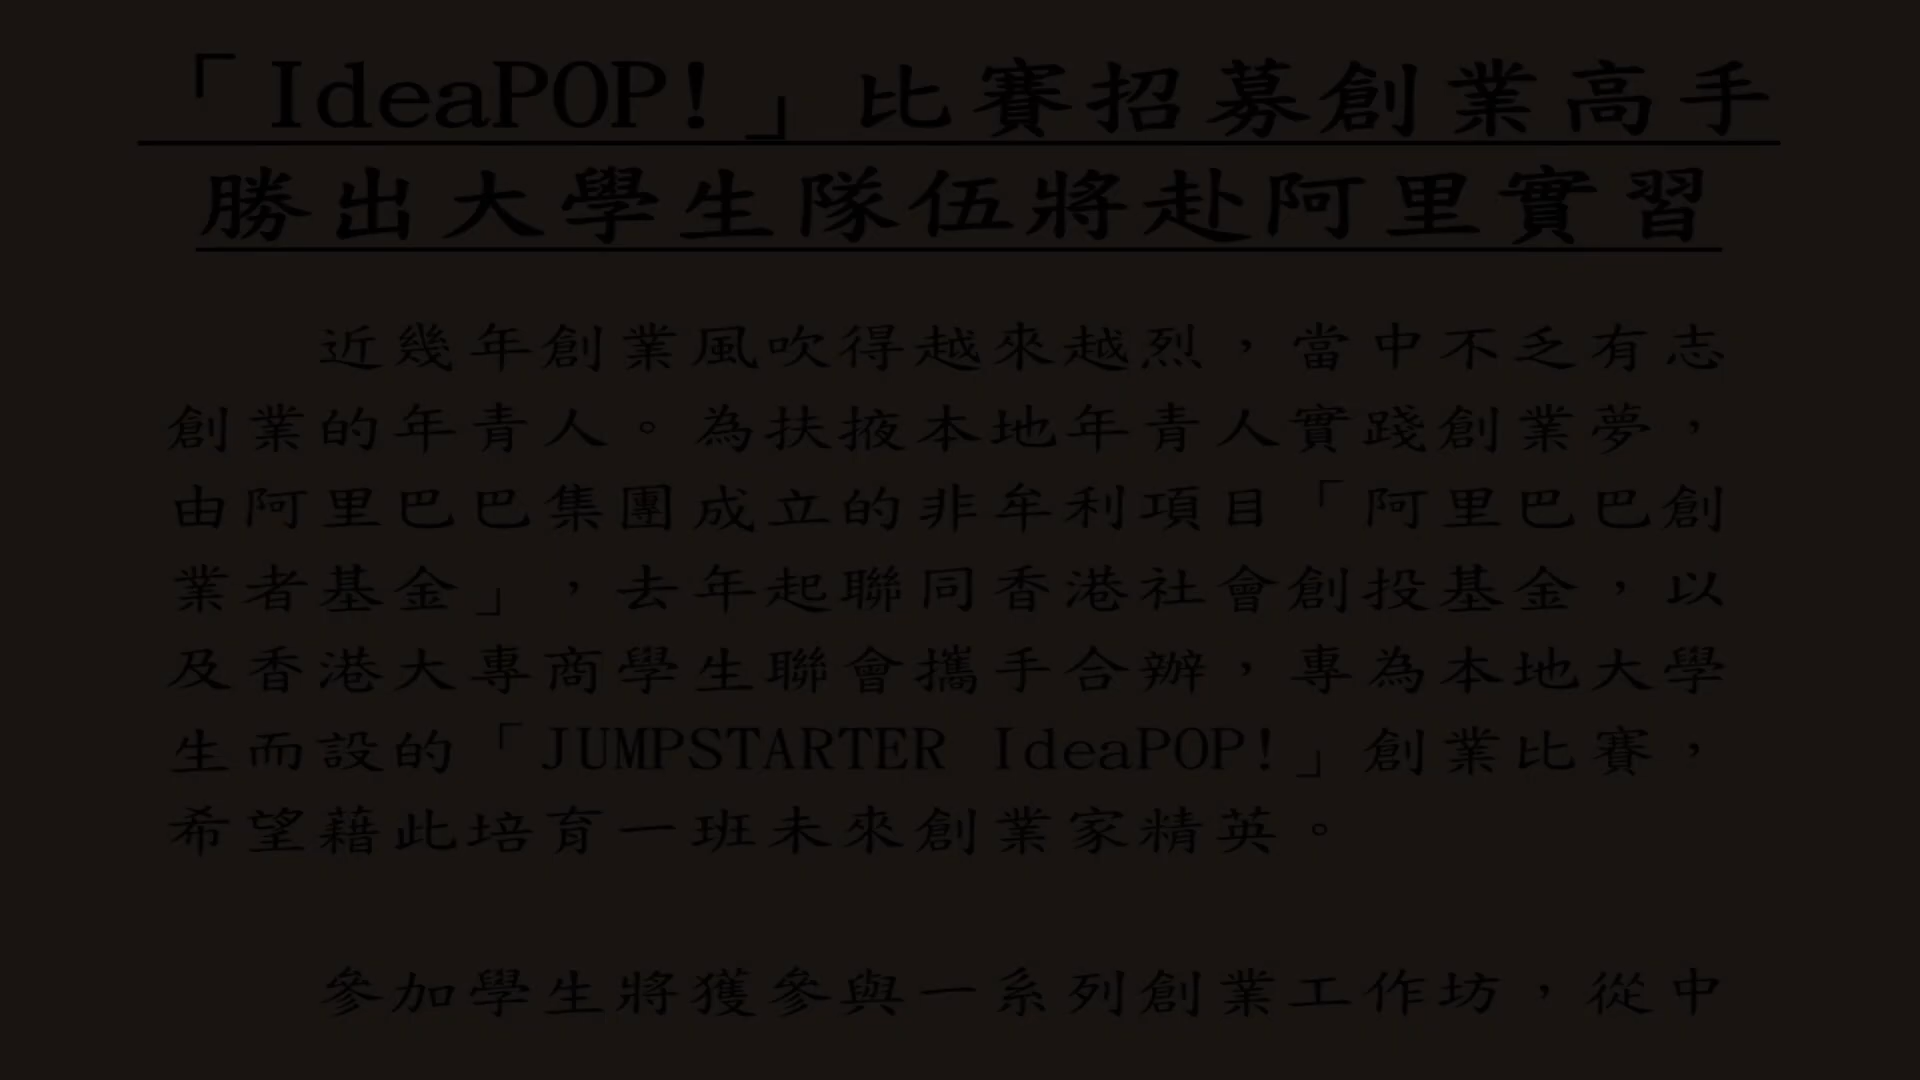 「IdeaPOP!」比賽招募創業高手
勝出大學生隊伍將赴阿里實習
近幾年創業風吹得越來越烈，當中不乏有志
創業的年青人。為扶掖本地年青人實踐創業夢，
由阿里巴巴集團成立的非牟利項目「阿里巴巴創
業者基金」，去年起聯同香港社會創投基金，以
及香港大專商學生聯會攜手合辦，專為本地大學
生而設的「JUMPSTARTER IdeaPOP!」創業比賽，
希望藉此培育一班未來創業家精英。
參加學生將獲參與一系列創業工作坊，從中